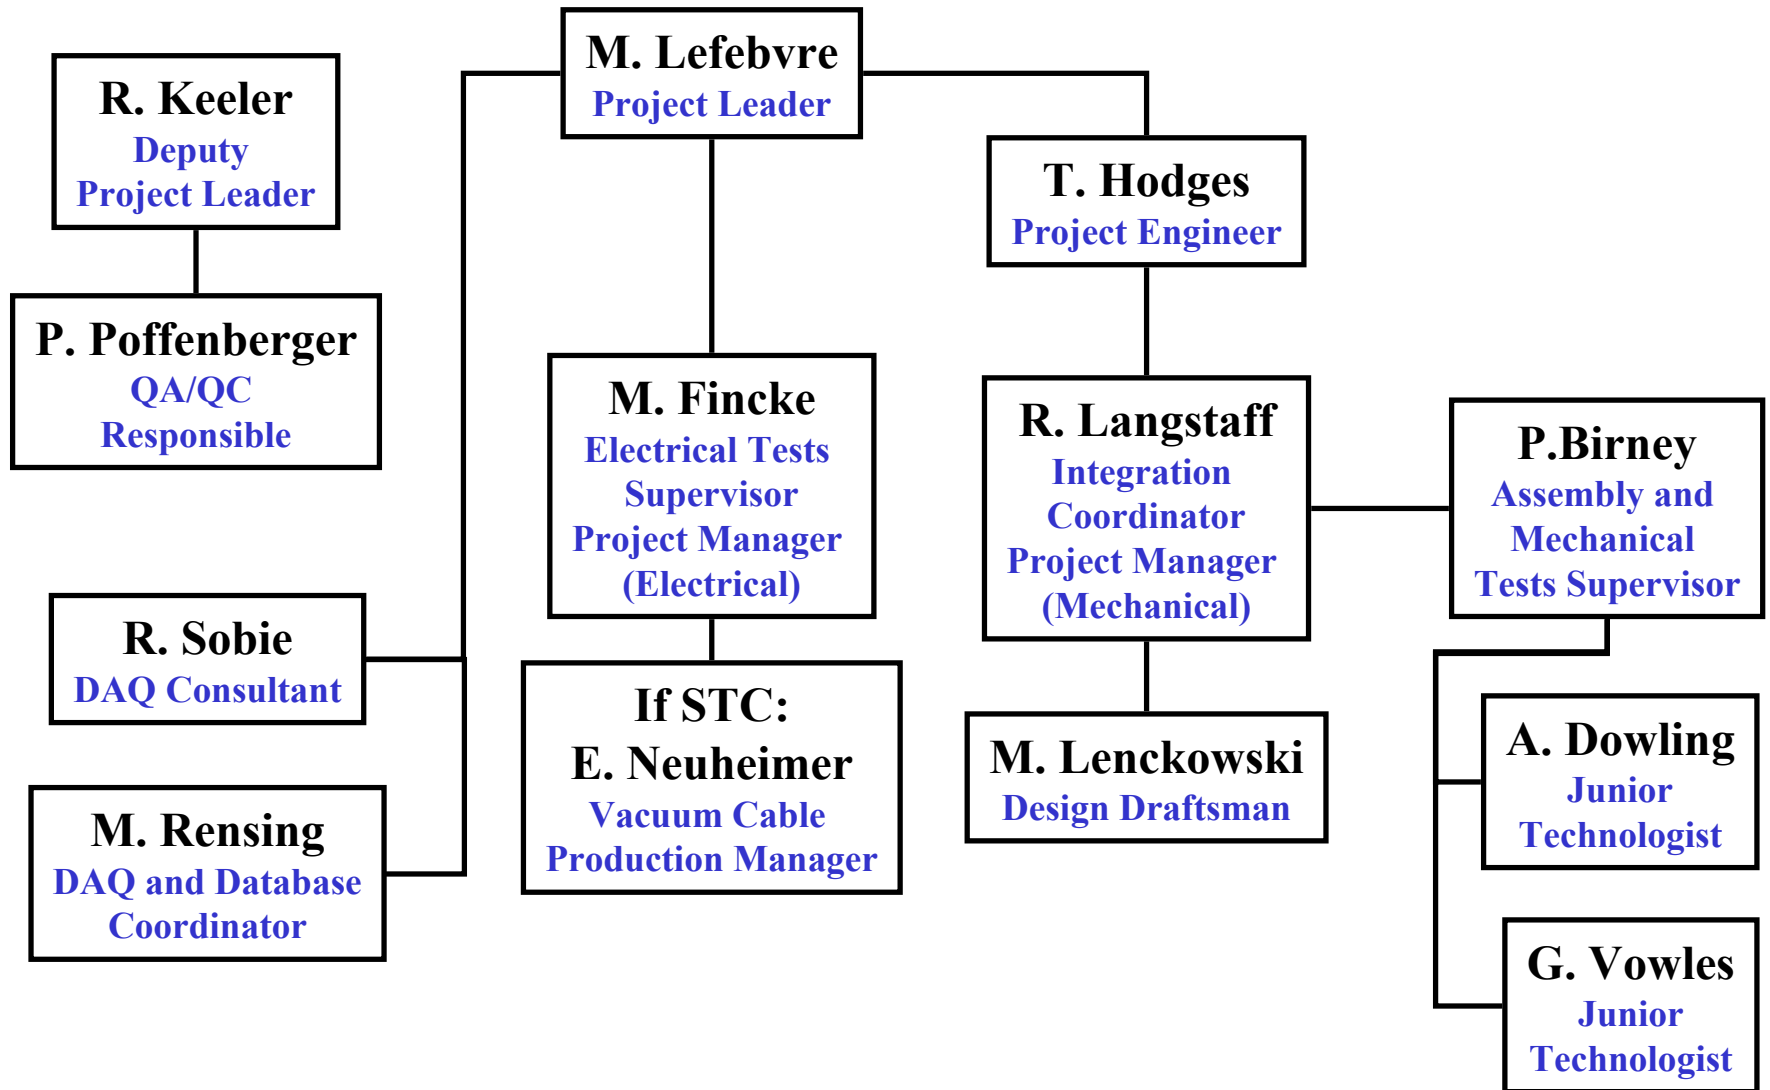 M. Lefebvre
Project Leader
R. Keeler
Deputy
Project Leader
T. Hodges
Project Engineer
P. Poffenberger
QA/QC
Responsible
M. Fincke
Electrical Tests
Supervisor
Project Manager
(Electrical)
R. Langstaff
Integration
Coordinator
Project Manager
(Mechanical)
P.Birney
Assembly and
Mechanical
Tests Supervisor
R. Sobie
DAQ Consultant
If STC:
E. Neuheimer
Vacuum Cable
Production Manager
M. Lenckowski
Design Draftsman
A. Dowling
Junior
Technologist
M. Rensing
DAQ and Database
Coordinator
G. Vowles
Junior
Technologist